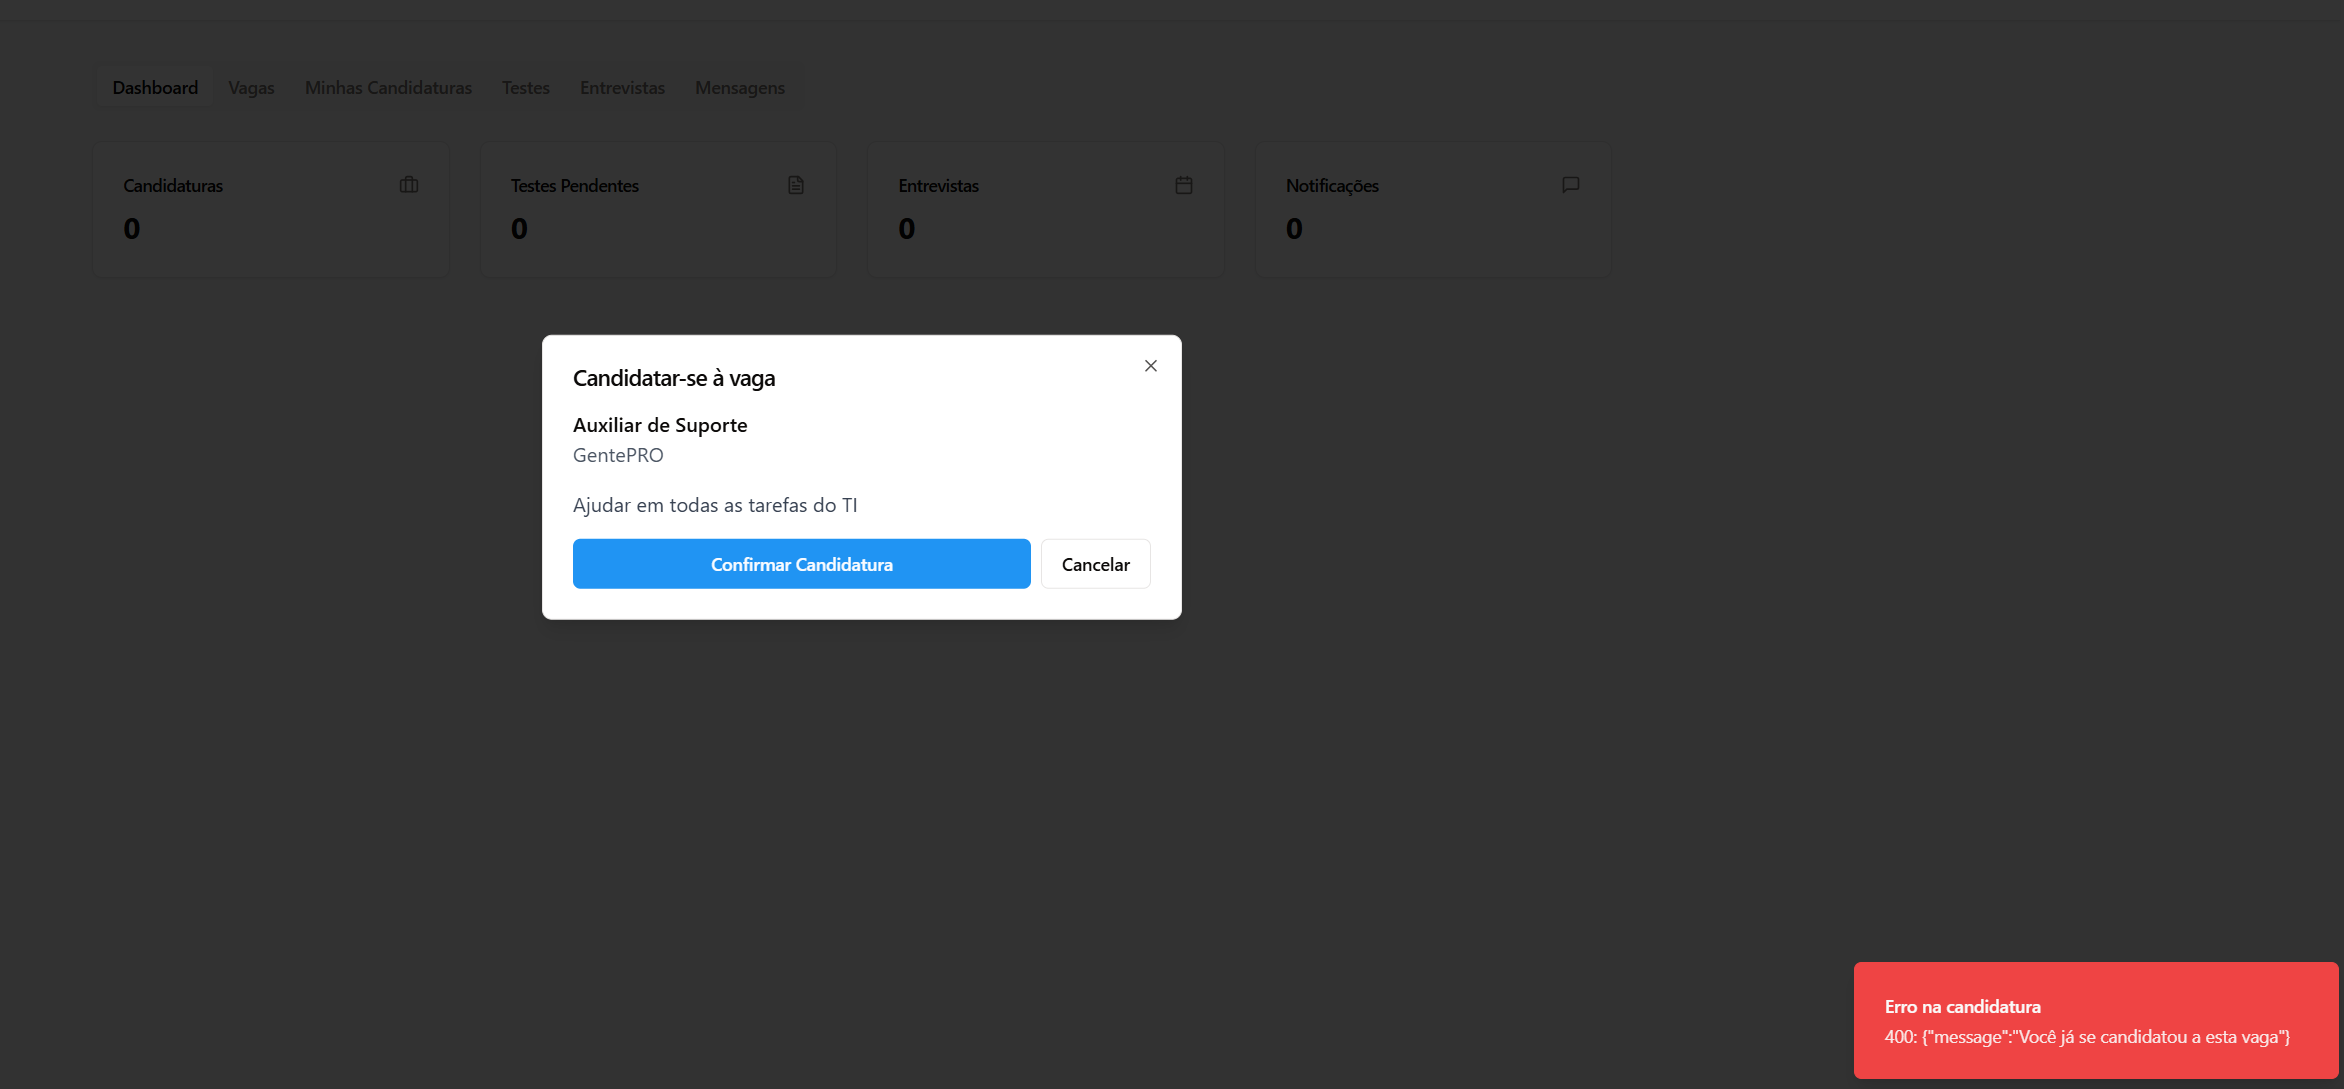 Dashboard Vagas Minhas Candidaturas Testes Entrevistas Mensagens
Candidaturas
0
Testes Pendentes
0
Entrevistas
0
Notificações
0
Candidatar-se à vaga
Auxiliar de Suporte
GentePRO
Ajudar em todas as tarefas do TI
Confirmar Candidatura Cancelar
Erro na candidatura
400: {"message":"Você já se candidatou a esta vaga"}